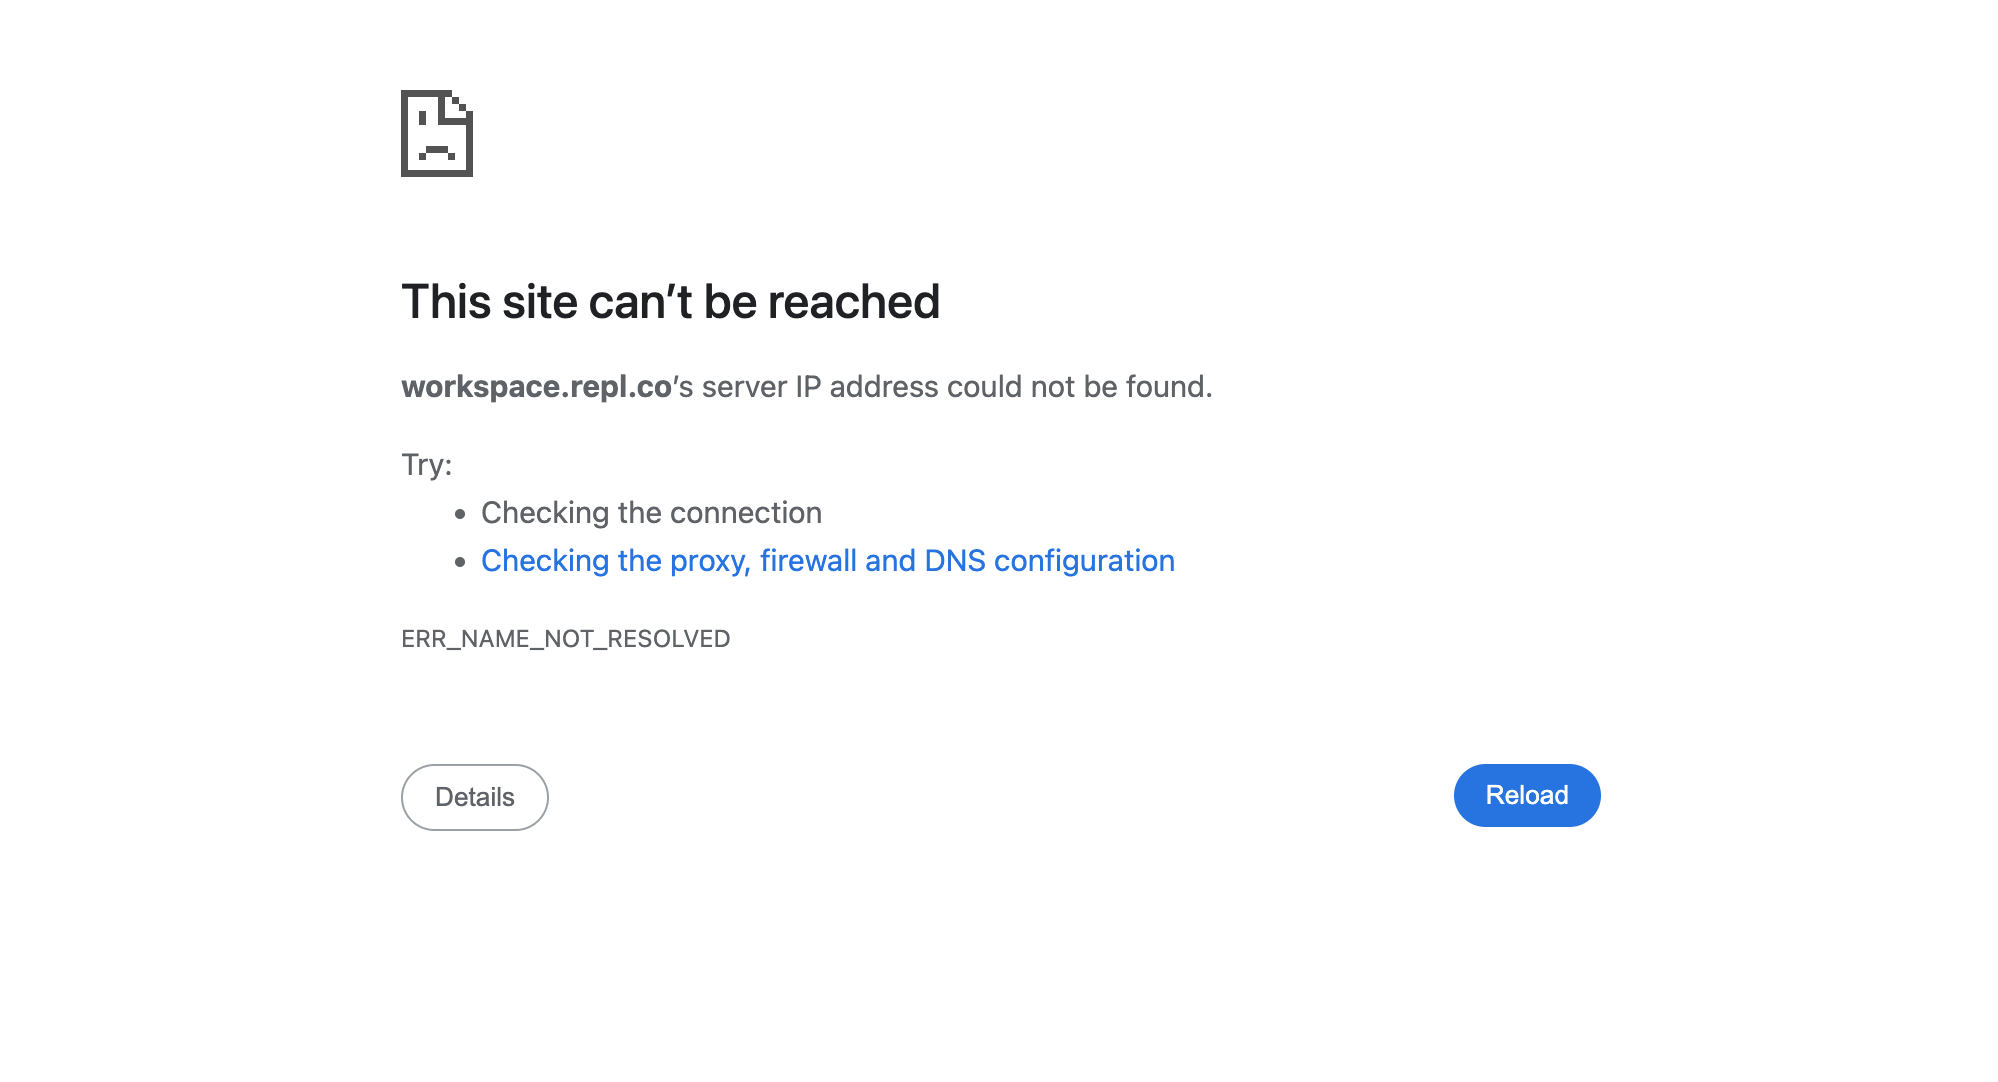 This site can’t be reached
workspace.repl.co’s server IP address could not be found.
Try:
• Checking the connection
• Checking the proxy, firewall and DNS configuration
ERR_NAME_NOT_RESOLVED
Details
Reload